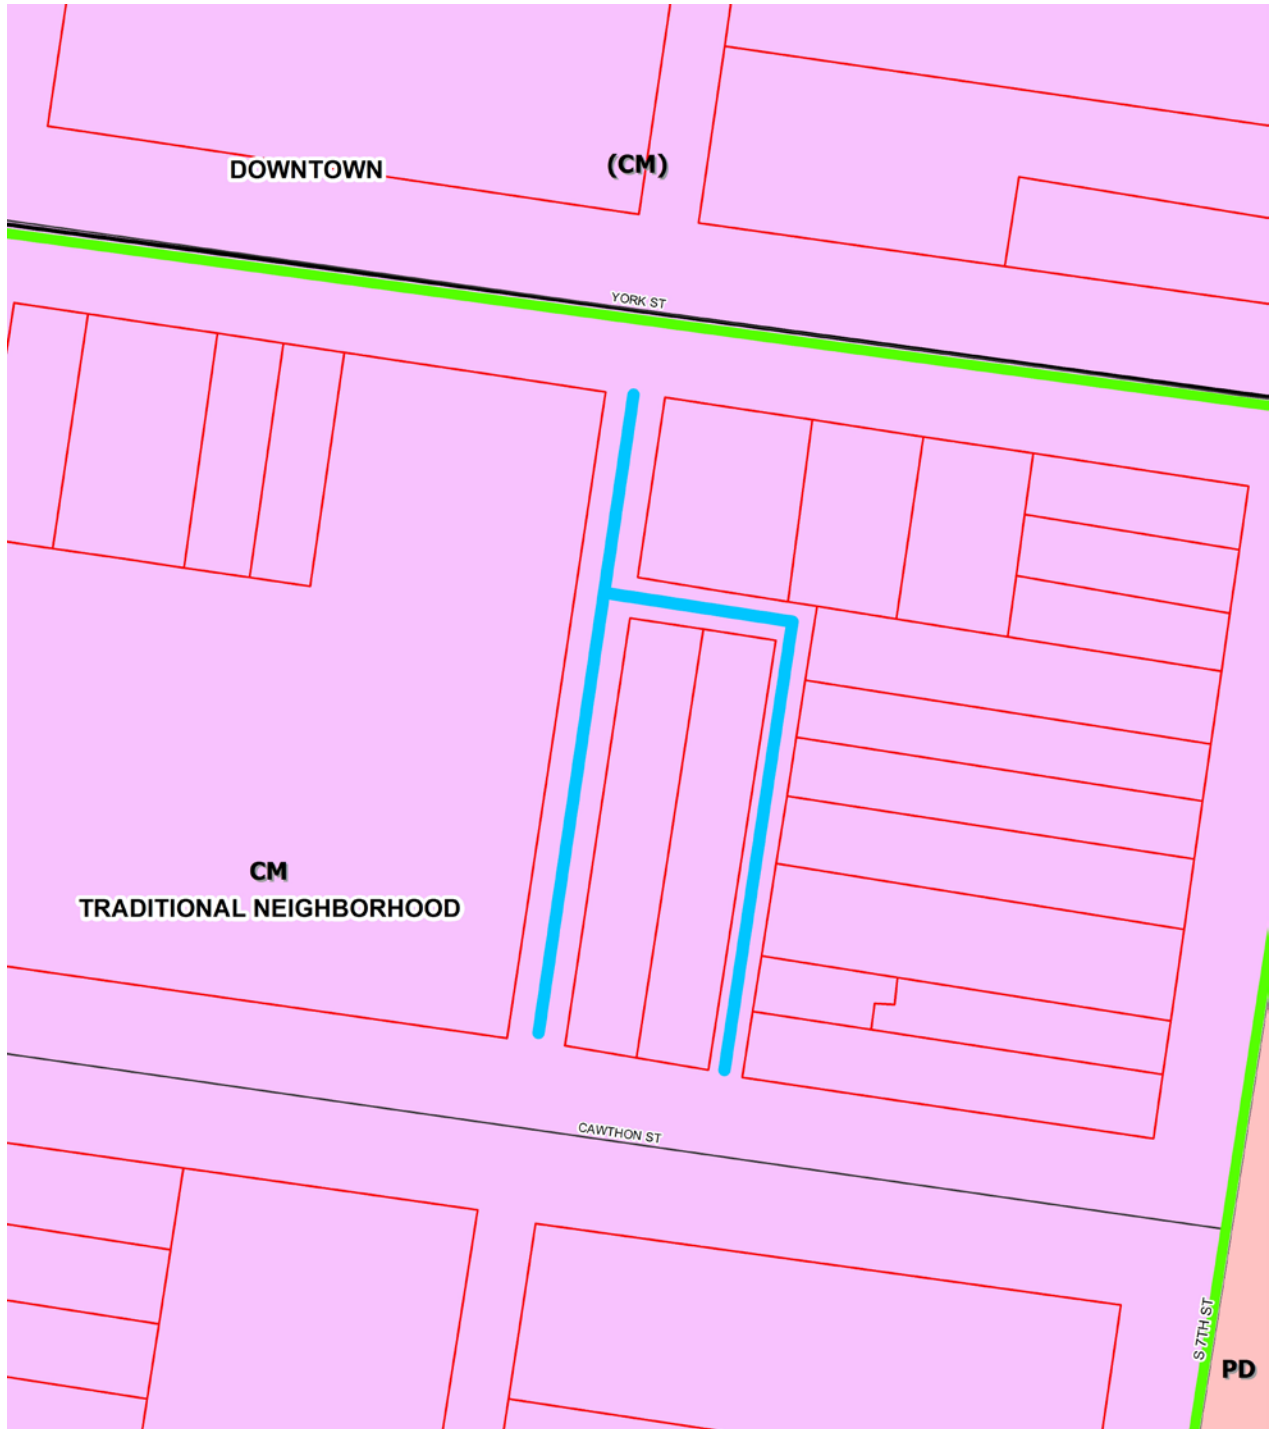 (CM)
DOWNTOWN
YORK ST
CM
TRADITIONAL NEIGHBORHOOD
CAWTHON ST
S 7TH ST
PD